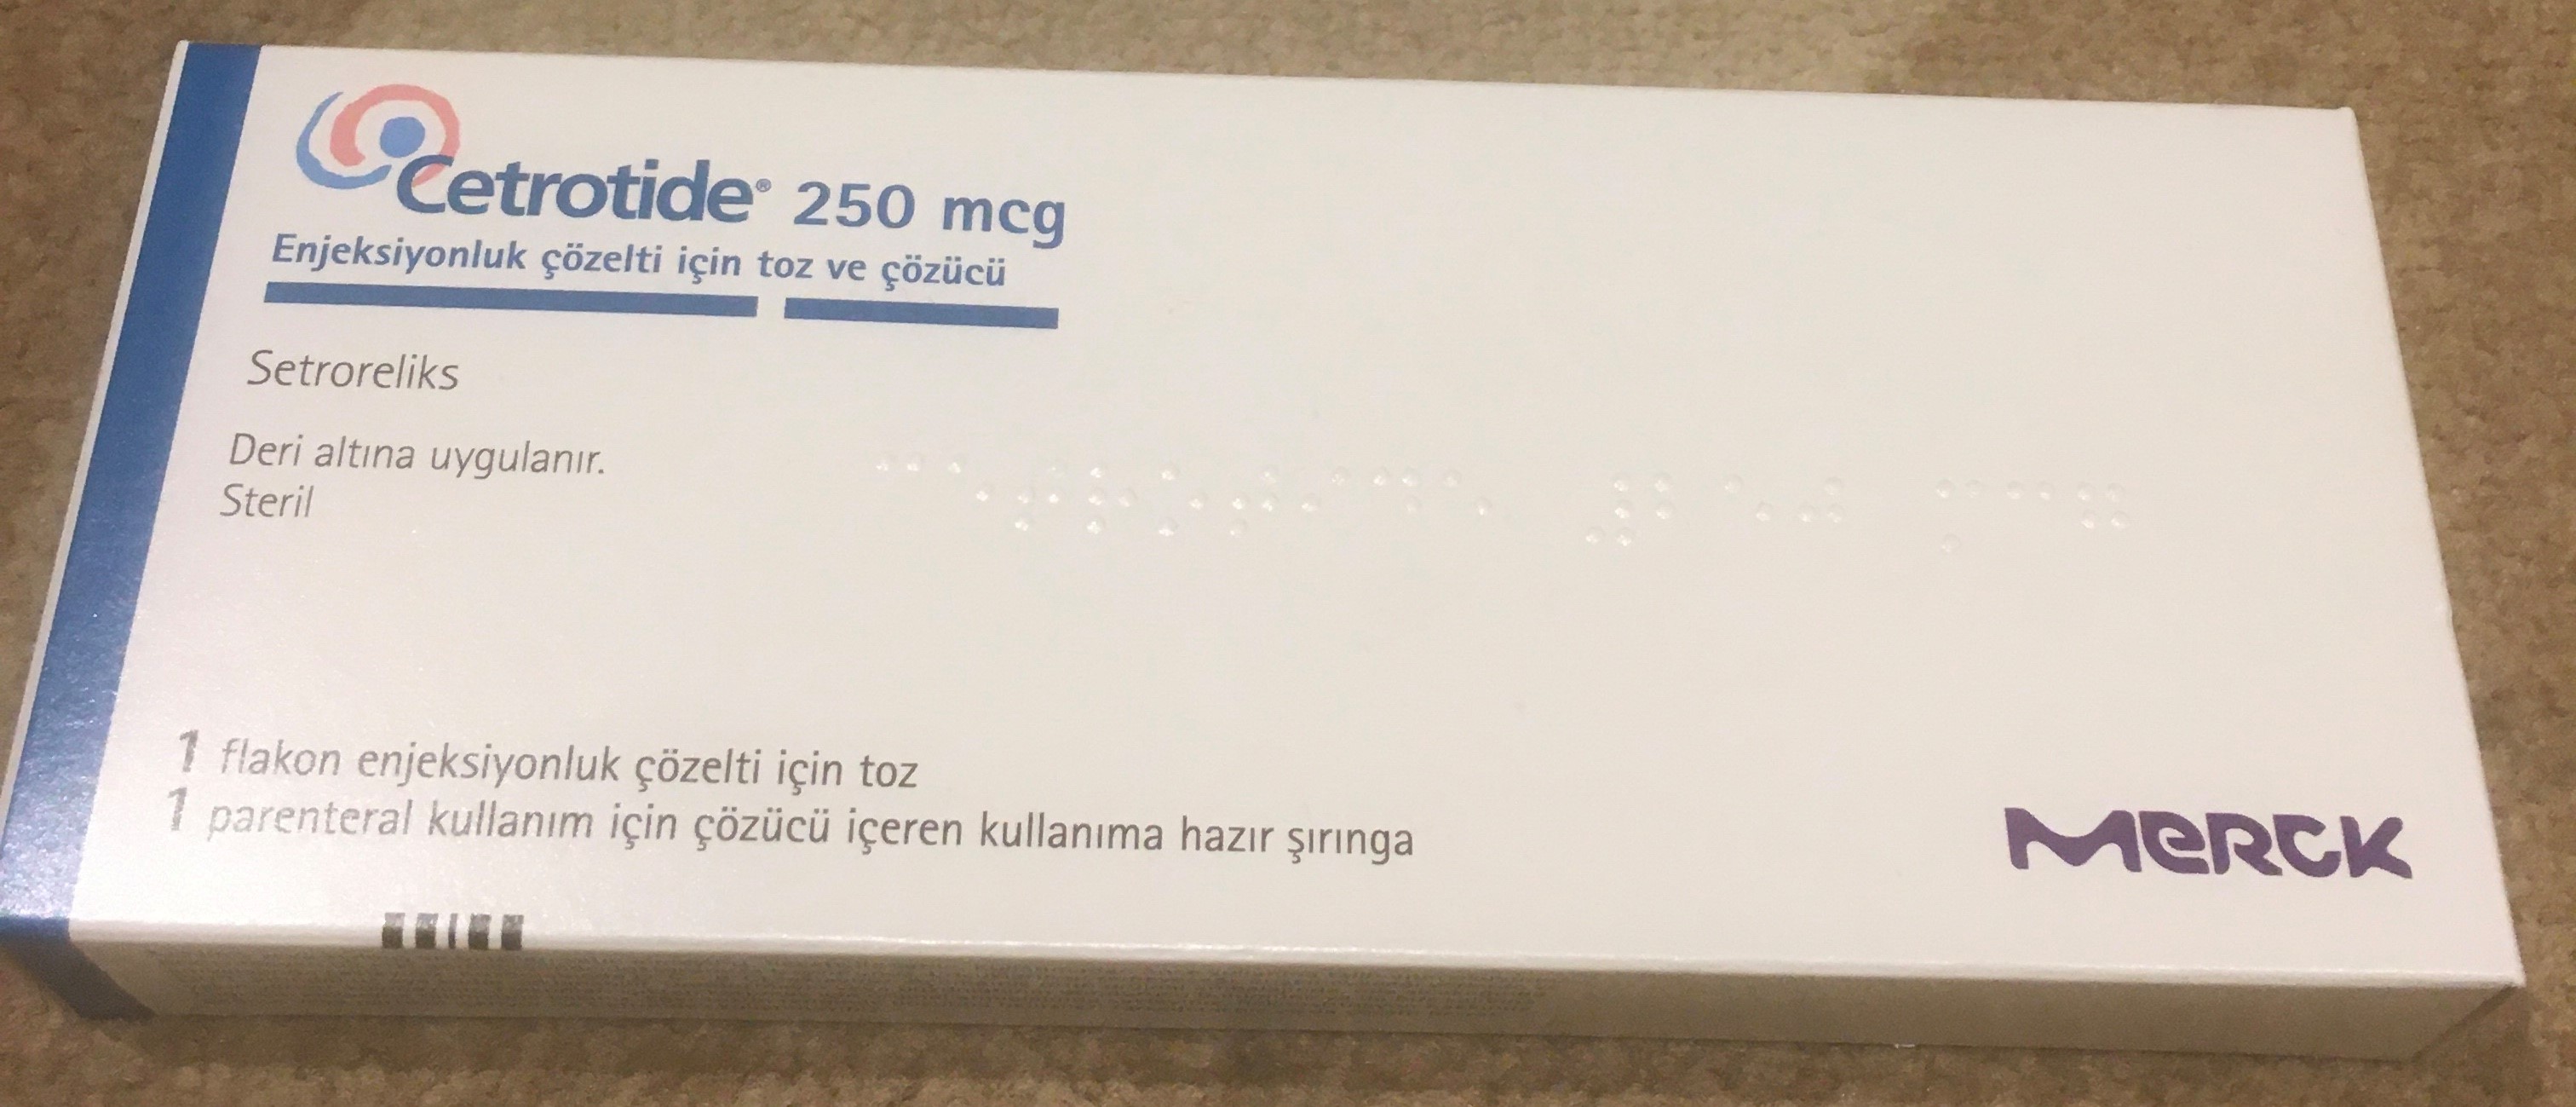 Cetrotide® 250 mcg
Enjeksiyonluk çözelti için toz ve çözücü
Setroreliks
Deri altına uygulanır.
Steril
1 flakon enjeksiyonluk çözelti için toz
1 parenteral kullanım için çözücü içeren kullanıma hazır şırınga
MERCK